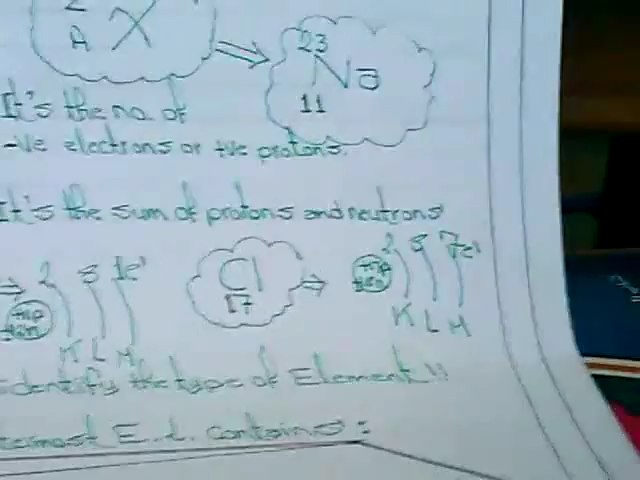 Z
A X
23
Na
11
It's the no. of
-ve electrons or +ve protons.
It's the sum of protons and neutrons
2 8 1e'
K L M
Cl
17
2 8 7e'
K L M
identify the type of Element !!
E.L. contains: